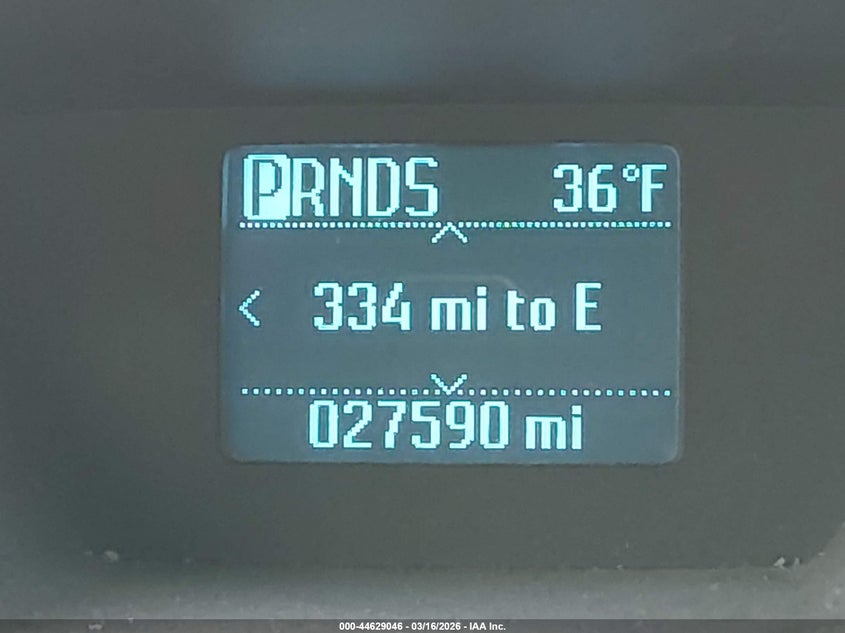 PRNDS 36°F
334 mi to E
027590 mi
000-44629046 - 03/16/2026 - IAA Inc.